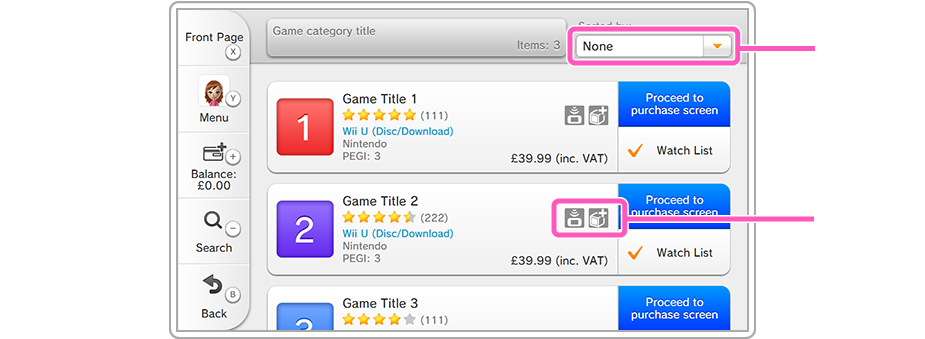 Front Page
X
Y
Menu
+
Balance:
£0.00
−
Search
B
Back
Game category title
Items: 3
Sorted by:
None
1
Game Title 1
(111)
Wii U (Disc/Download)
Nintendo
PEGI: 3
£39.99 (inc. VAT)
Proceed to
purchase screen
Watch List
2
Game Title 2
(222)
Wii U (Disc/Download)
Nintendo
PEGI: 3
£39.99 (inc. VAT)
Proceed to
purchase screen
Watch List
3
Game Title 3
(111)
Proceed to
purchase screen